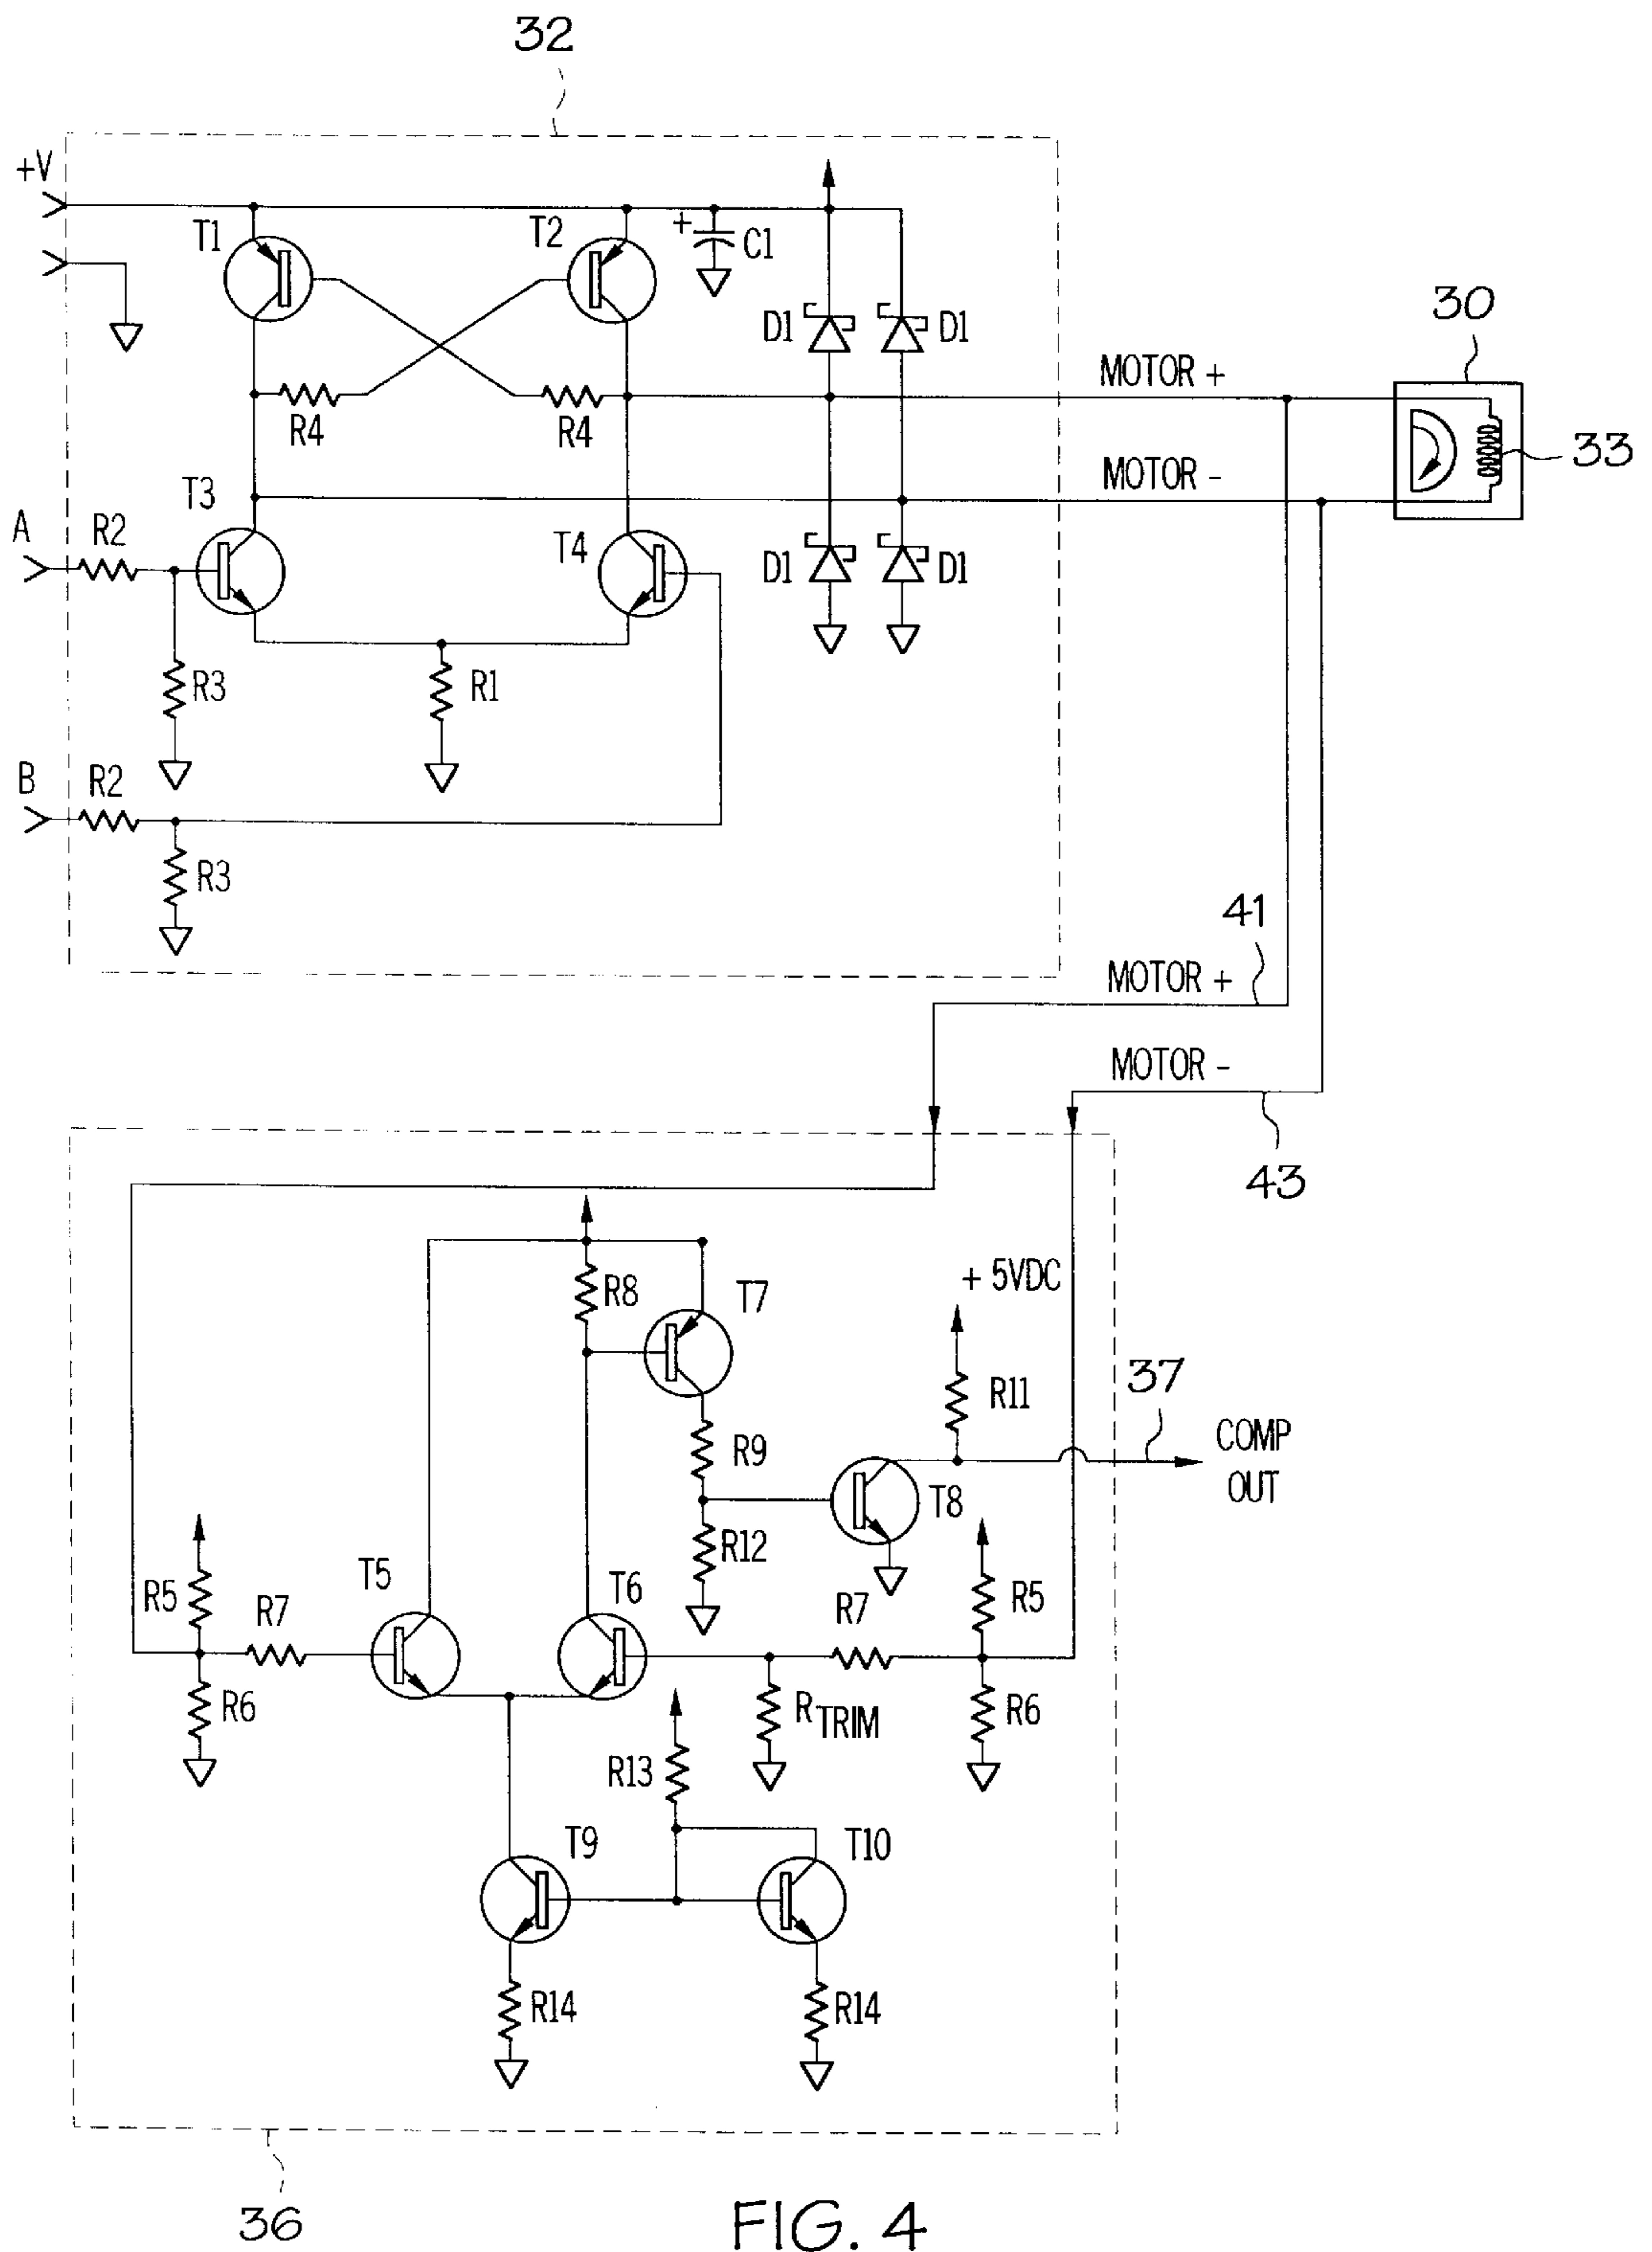 32
+V
T1
T2
+
C1
D1
D1
30
MOTOR +
R4
R4
33
MOTOR -
T3
A
R2
T4
D1
D1
R3
R1
B
R2
R3
41
MOTOR +
MOTOR -
43
R8
T7
+ 5VDC
37
R11
COMP
OUT
R9
T8
R12
T5
T6
R5
R7
R7
R5
R6
R TRIM
R6
R13
T9
T10
R14
R14
36
FIG. 4